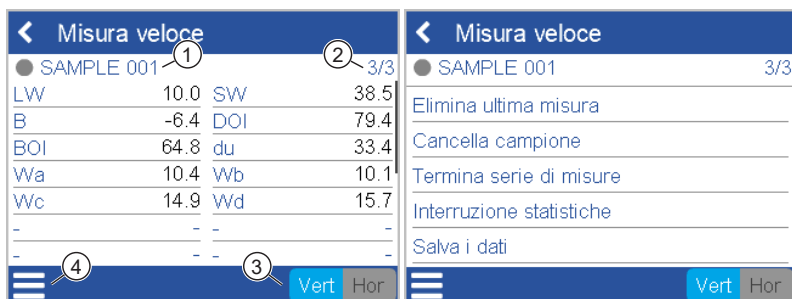 Misura veloce
SAMPLE 001 1 2 3/3
LW 10.0 SW 38.5
B -6.4 DOI 79.4
BOI 64.8 du 33.4
Wa 10.4 Wb 10.1
Wc 14.9 Wd 15.7
- - - -
- - - -
4 3 Vert Hor
Misura veloce
SAMPLE 001 3/3
Elimina ultima misura
Cancella campione
Termina serie di misure
Interruzione statistiche
Salva i dati
Vert Hor